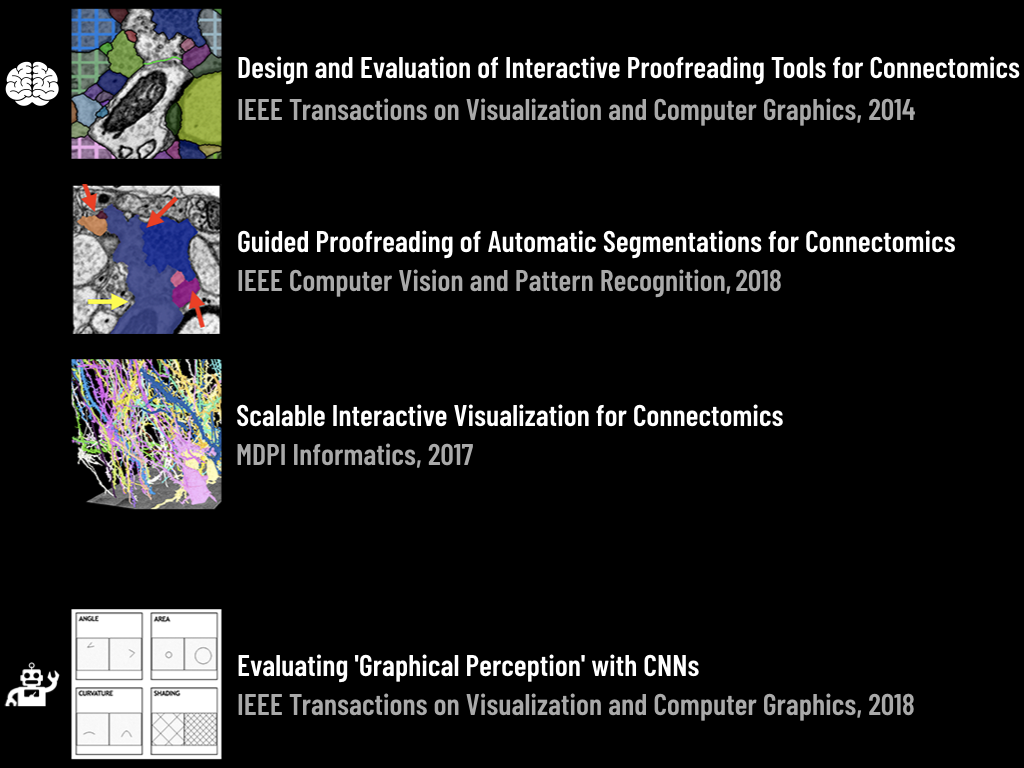 Design and Evaluation of Interactive Proofreading Tools for Connectomics
IEEE Transactions on Visualization and Computer Graphics, 2014
Guided Proofreading of Automatic Segmentations for Connectomics
IEEE Computer Vision and Pattern Recognition, 2018
Scalable Interactive Visualization for Connectomics
MDPI Informatics, 2017
ANGLE
AREA
CURVATURE
SHADING
Evaluating 'Graphical Perception' with CNNs
IEEE Transactions on Visualization and Computer Graphics, 2018